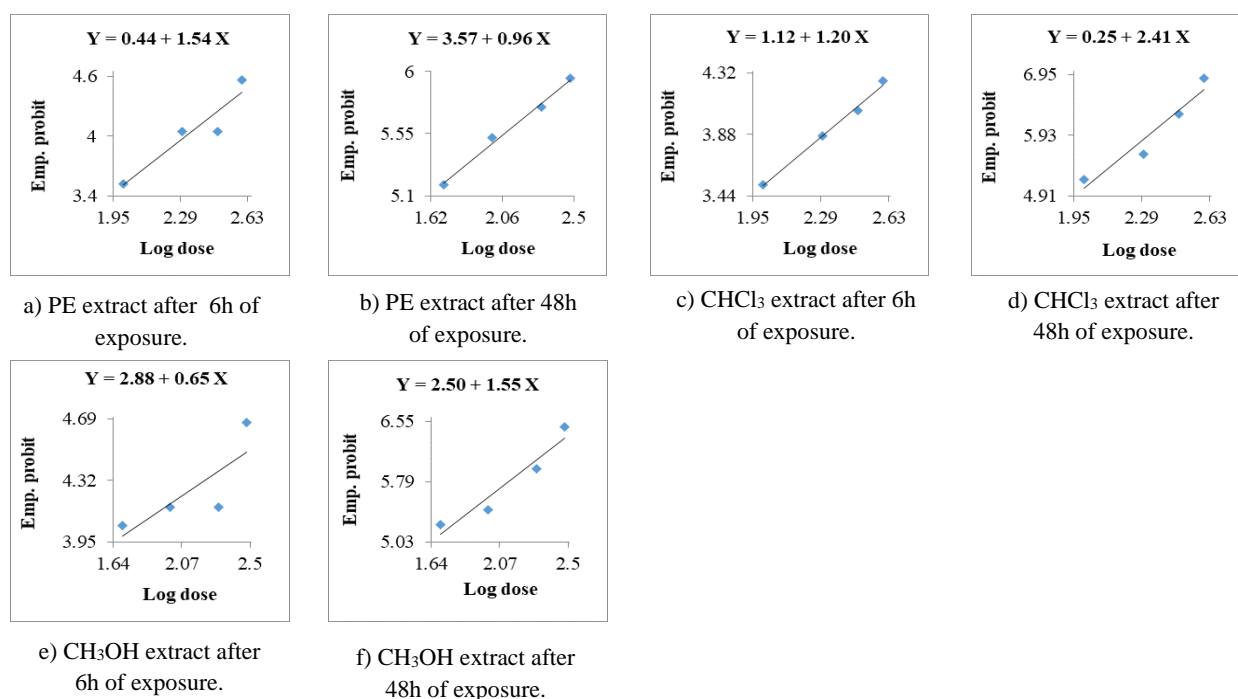 Y = 0.44 + 1.54 X
4.6
4
3.4
Emp. probit
1.95 2.29 2.63
Log dose
a) PE extract after 6h of
exposure.
Y = 3.57 + 0.96 X
6
5.55
5.1
Emp. probit
1.62 2.06 2.5
Log dose
b) PE extract after 48h
of exposure.
Y = 1.12 + 1.20 X
4.32
3.88
3.44
Emp. probit
1.95 2.29 2.63
Log dose
c) CHCl₃ extract after 6h
of exposure.
Y = 0.25 + 2.41 X
6.95
5.93
4.91
Emp. probit
1.95 2.29 2.63
Log dose
d) CHCl₃ extract after
48h of exposure.
Y = 2.88 + 0.65 X
4.69
4.32
3.95
Emp. probit
1.64 2.07 2.5
Log dose
e) CH₃OH extract after
6h of exposure.
Y = 2.50 + 1.55 X
6.55
5.79
5.03
Emp. probit
1.64 2.07 2.5
Log dose
f) CH₃OH extract after
48h of exposure.